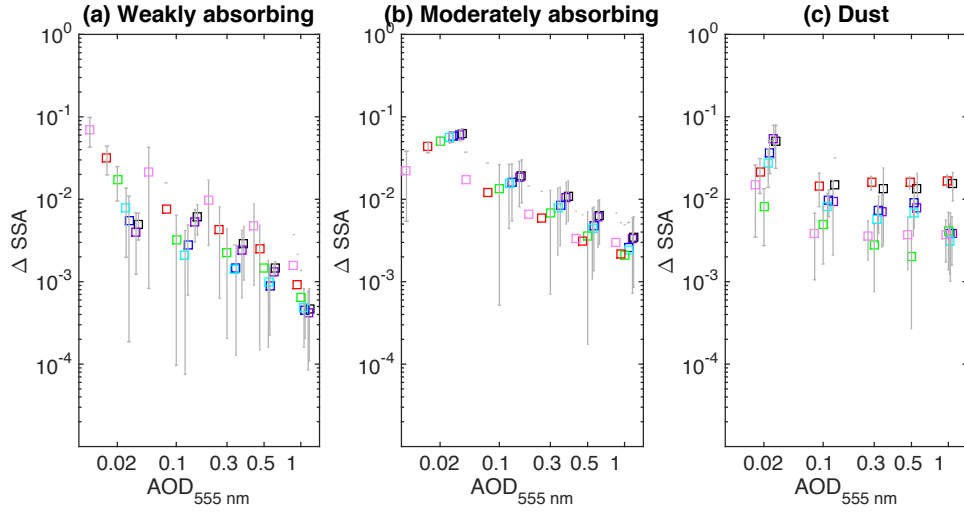 (a) Weakly absorbing
(b) Moderately absorbing
(c) Dust
10^0
10^-1
10^-2
10^-3
10^-4
Δ SSA
0.02 0.1 0.3 0.5 1
AOD_555 nm
10^0
10^-1
10^-2
10^-3
10^-4
Δ SSA
0.02 0.1 0.3 0.5 1
AOD_555 nm
10^0
10^-1
10^-2
10^-3
10^-4
Δ SSA
0.02 0.1 0.3 0.5 1
AOD_555 nm